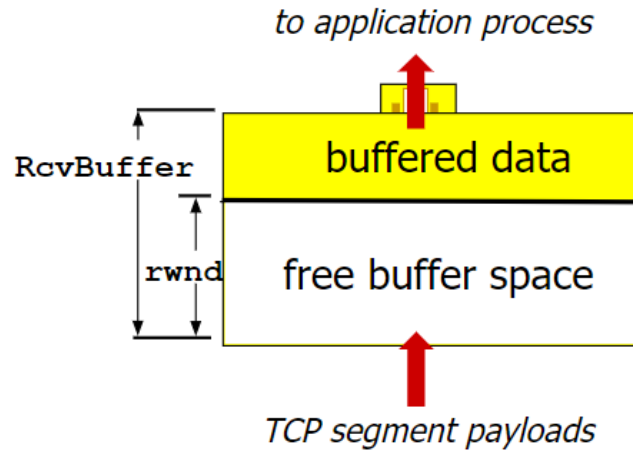 to application process
RcvBuffer
buffered data
rwnd
free buffer space
TCP segment payloads